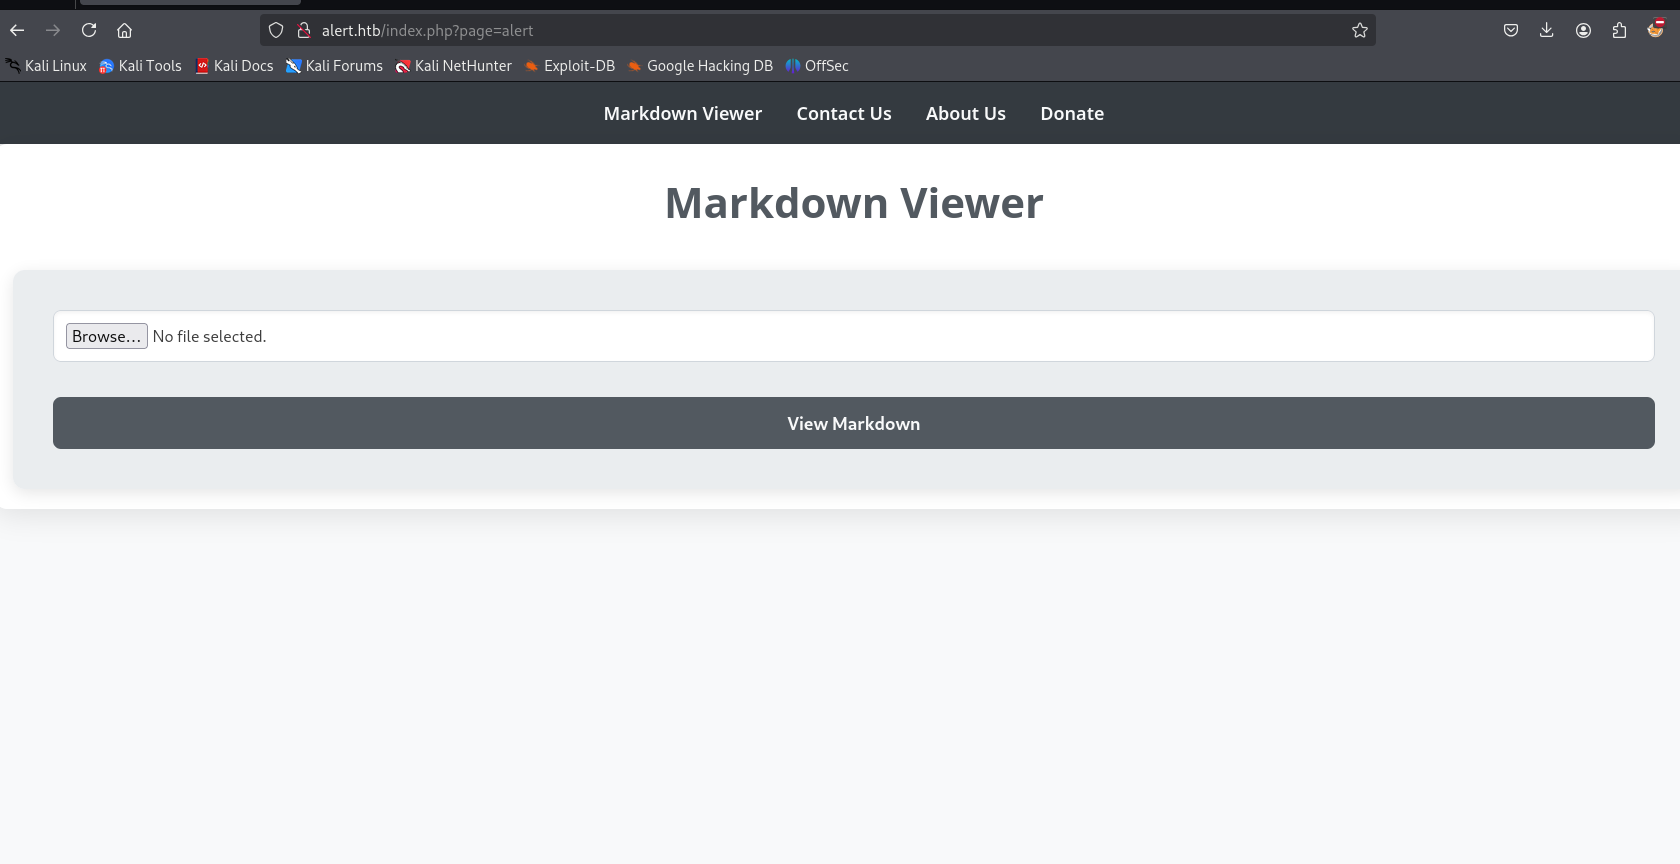 alert.htb/index.php?page=alert
Kali Linux Kali Tools Kali Docs Kali Forums Kali NetHunter Exploit-DB Google Hacking DB OffSec
Markdown Viewer Contact Us About Us Donate
Markdown Viewer
Browse... No file selected.
View Markdown